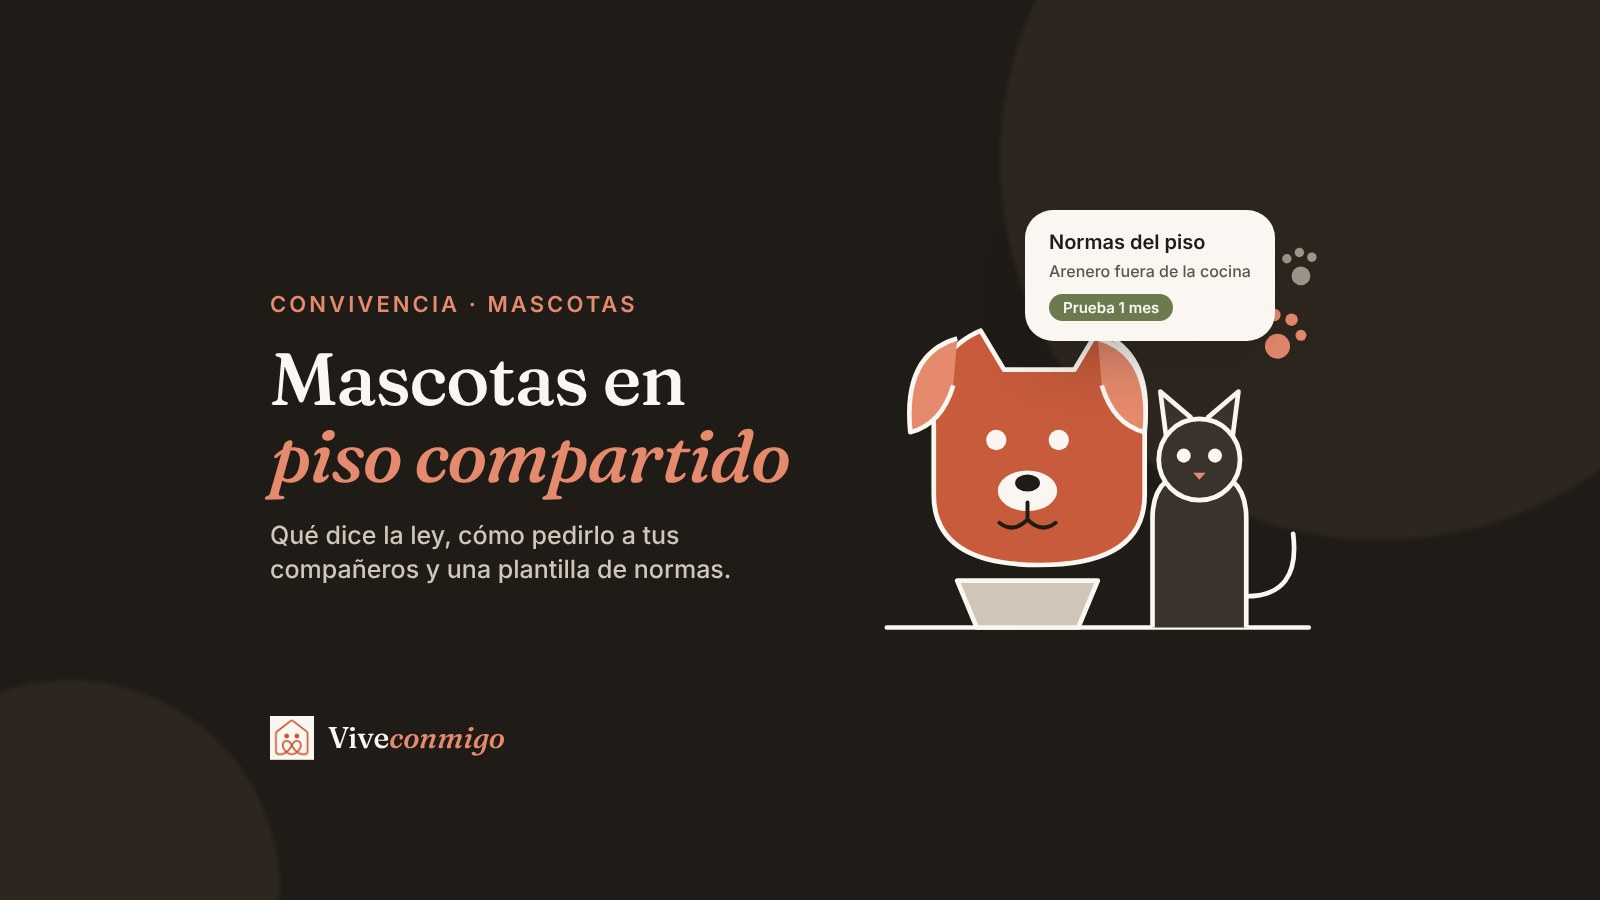 CONVIVENCIA · MASCOTAS
Mascotas en
piso compartido
Qué dice la ley, cómo pedirlo a tus
compañeros y una plantilla de normas.
Normas del piso
Arenero fuera de la cocina
Prueba 1 mes
Viveconmigo